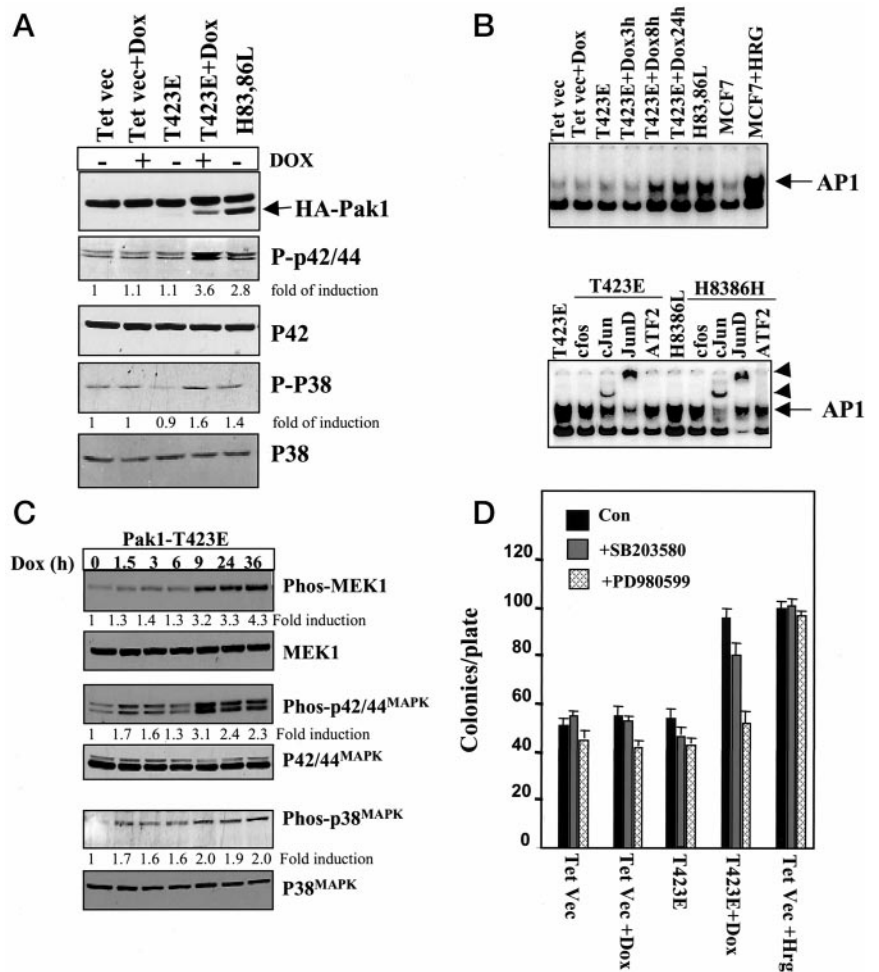 A
Tet vec
Tet vec+Dox
T423E
T423E+Dox
H83,86L
- + - + - DOX
HA-Pak1
P-p42/44
1 1.1 1.1 3.6 2.8 fold of induction
P42
P-P38
1 1 0.9 1.6 1.4 fold of induction
P38
B
Tet vec
Tet vec+Dox
T423E
T423E+Dox3h
T423E+Dox8h
T423E+Dox24h
H83,86L
MCF7
MCF7+HRG
AP1
T423E H8386H
T423E
cfos
cJun
JunD
ATF2
H8386L
cfos
cJun
JunD
ATF2
AP1
C
Pak1-T423E
Dox (h) 0 1.5 3 6 9 24 36
Phos-MEK1
1 1.3 1.4 1.3 3.2 3.3 4.3 Fold induction
MEK1
Phos-p42/44MAPK
1 1.7 1.6 1.3 3.1 2.4 2.3 Fold induction
P42/44MAPK
Phos-p38MAPK
1 1.7 1.6 1.6 2.0 1.9 2.0 Fold induction
P38MAPK
D
Con
+SB203580
+PD980599
Colonies/plate
120
100
80
60
40
20
0
Tet Vec
Tet Vec+Dox
T423E
T423E+Dox
Tet Vec +Hrg